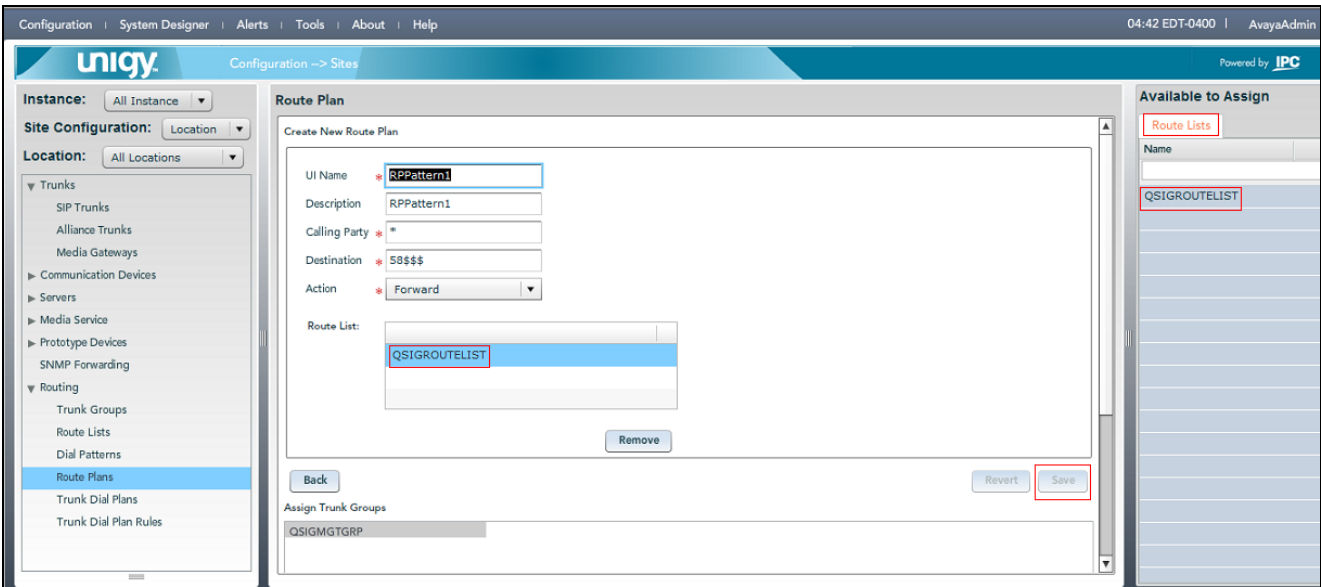 Configuration | System Designer | Alerts | Tools | About | Help
04:42 EDT-0400 | AvayaAdmin
unigy
Configuration --> Sites
Powered by IPC
Instance: All Instance
Site Configuration: Location
Location: All Locations
Trunks
SIP Trunks
Alliance Trunks
Media Gateways
Communication Devices
Servers
Media Service
Prototype Devices
SNMP Forwarding
Routing
Trunk Groups
Route Lists
Dial Patterns
Route Plans
Trunk Dial Plans
Trunk Dial Plan Rules
Route Plan
Create New Route Plan
UI Name * RPPattern1
Description RPPattern1
Calling Party * *
Destination * 58$$$
Action * Forward
Route List:
QSIGROUTELIST
Remove
Back
Revert Save
Assign Trunk Groups
QSIGMGTGRP
Available to Assign
Route Lists
Name
QSIGROUTELIST